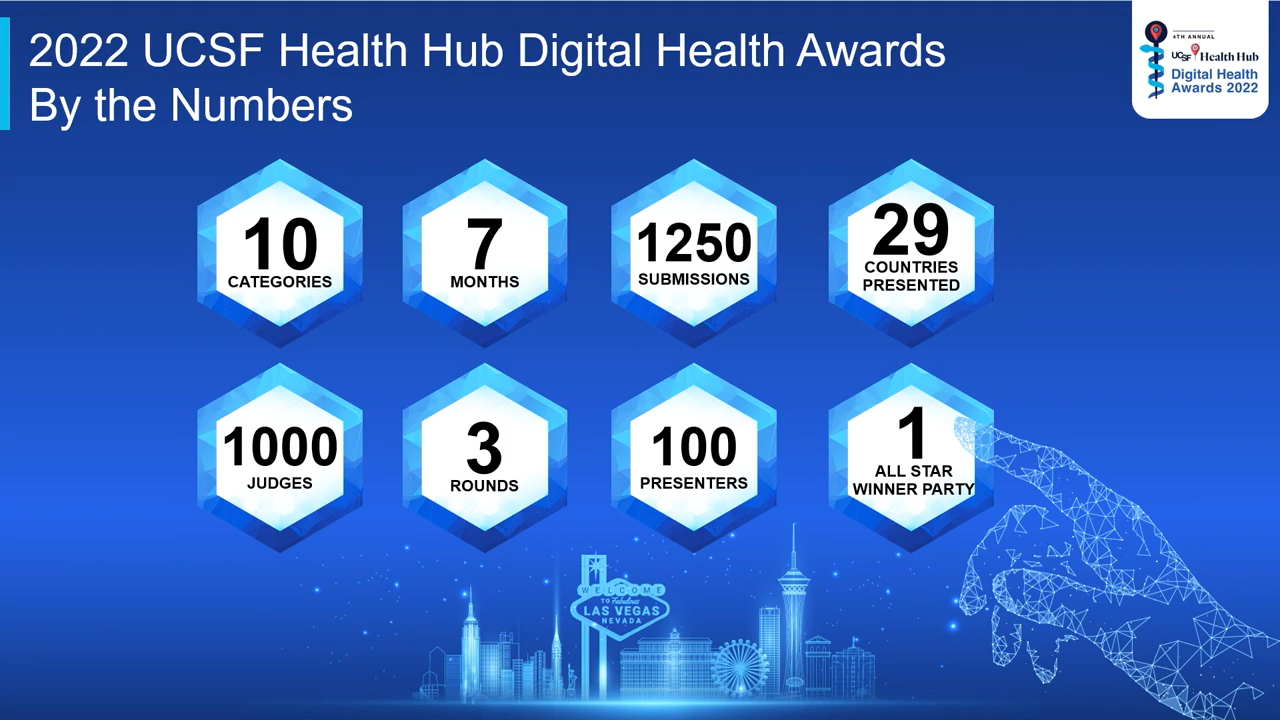 2022 UCSF Health Hub Digital Health Awards
By the Numbers
4TH ANNUAL
UCSF Health Hub
Digital Health
Awards 2022
10
CATEGORIES
7
MONTHS
1250
SUBMISSIONS
29
COUNTRIES
PRESENTED
1000
JUDGES
3
ROUNDS
100
PRESENTERS
1
ALL STAR
WINNER PARTY
WELCOME
TO Fabulous
LAS VEGAS
NEVADA